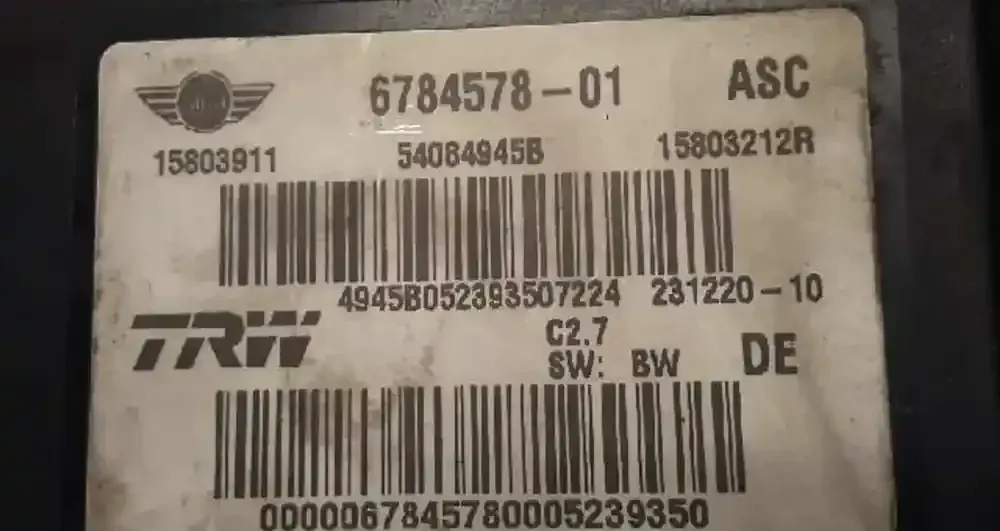 6784578-01 ASC
15803911 54084945B 15803212R
4945B052393507224 231220-10
C2.7
TRW SW: BW DE
0000067845780005239350